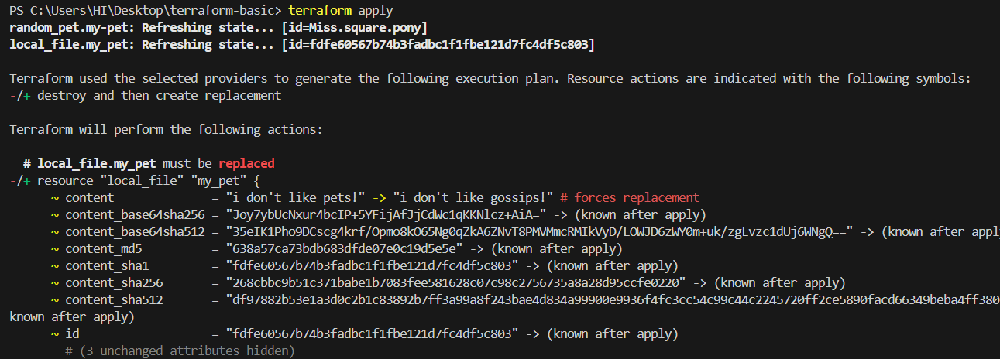 PS C:\Users\HI\Desktop\terraform-basic> terraform apply
random_pet.my-pet: Refreshing state... [id=Miss.square.pony]
local_file.my_pet: Refreshing state... [id=fdfe60567b74b3fadbc1f1fbe121d7fc4df5c803]
Terraform used the selected providers to generate the following execution plan. Resource actions are indicated with the following symbols:
-/+ destroy and then create replacement
Terraform will perform the following actions:
# local_file.my_pet must be replaced
-/+ resource "local_file" "my_pet" {
~ content = "i don't like pets!" -> "i don't like gossips!" # forces replacement
~ content_base64sha256 = "Joy7ybUcNxur4bcIP+5YFijAfJjCdWc1qKKNlcz+AiA=" -> (known after apply)
~ content_base64sha512 = "35eIK1Pho9DCscg4krf/Opmo8kO65Ng0qZkA6ZNvT8PMVMmcRMIkVyD/LOWJD6zWY0m+uk/zgLvzc1dUj6WNgQ==" -> (known after appl
~ content_md5 = "638a57ca73bdb683dfde07e0c19d5e5e" -> (known after apply)
~ content_sha1 = "fdfe60567b74b3fadbc1f1fbe121d7fc4df5c803" -> (known after apply)
~ content_sha256 = "268cbbc9b51c371babe1b7083fee581628c07c98c2756735a8a28d95ccfe0220" -> (known after apply)
~ content_sha512 = "df97882b53e1a3d0c2b1c83892b7ff3a99a8f243bae4d834a99900e9936f4fc3cc54c99c44c2245720ff2ce5890facd66349beba4ff380
known after apply)
~ id = "fdfe60567b74b3fadbc1f1fbe121d7fc4df5c803" -> (known after apply)
# (3 unchanged attributes hidden)